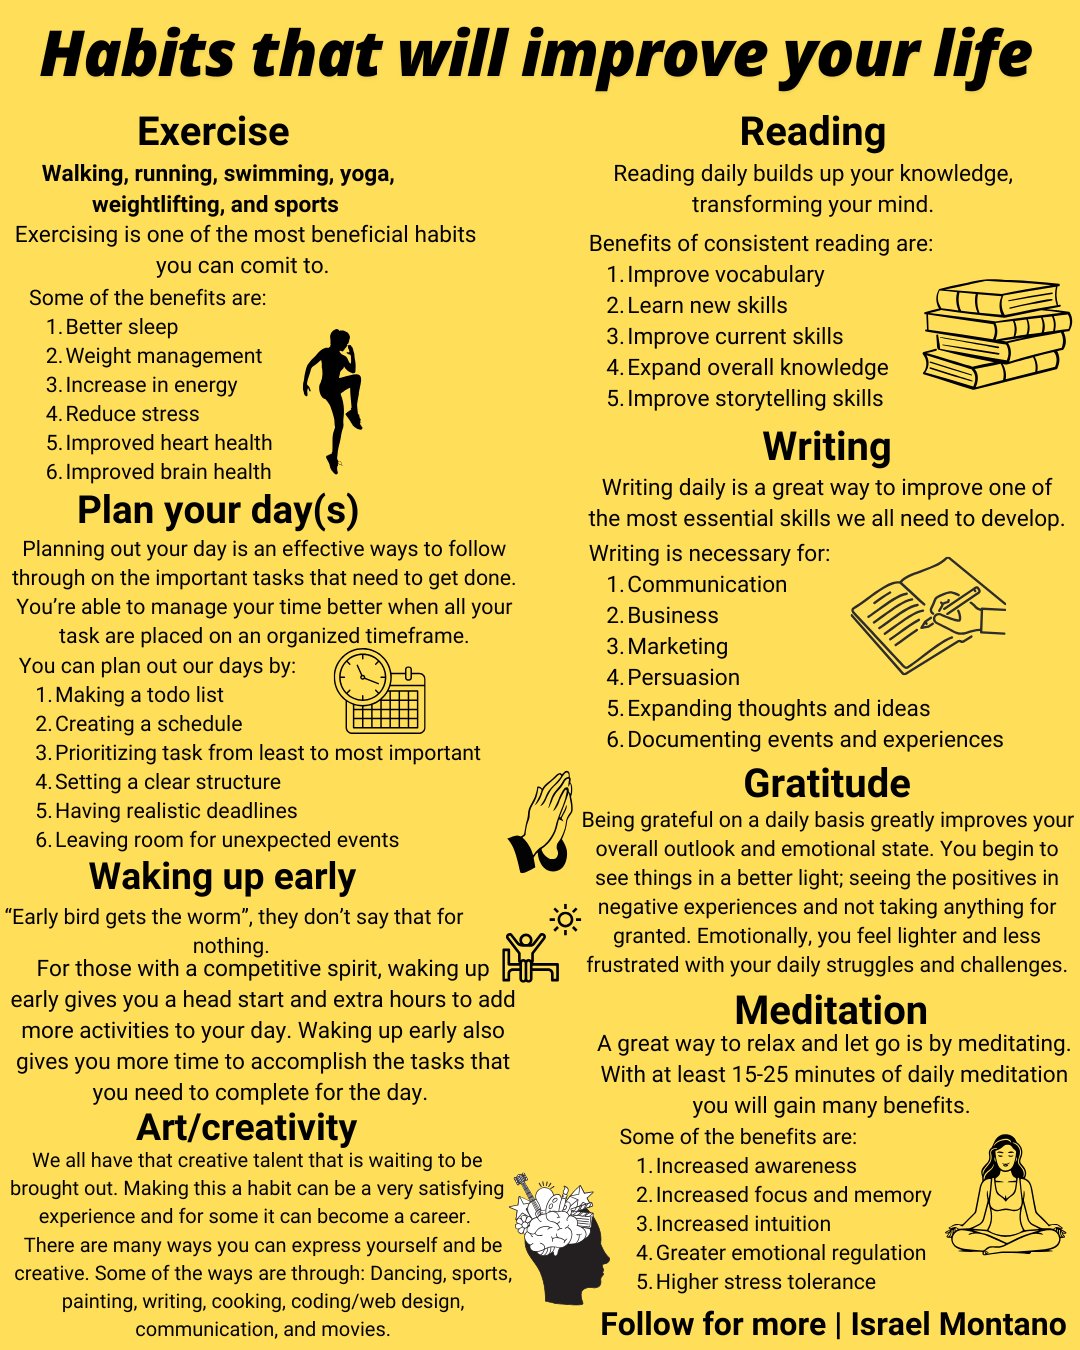 Habits that will improve your life
Exercise
Walking, running, swimming, yoga,
weightlifting, and sports
Exercising is one of the most beneficial habits
you can comit to.
Some of the benefits are:
1. Better sleep
2. Weight management
3. Increase in energy
4. Reduce stress
5. Improved heart health
6. Improved brain health
Plan your day(s)
Planning out your day is an effective ways to follow
through on the important tasks that need to get done.
You’re able to manage your time better when all your
task are placed on an organized timeframe.
You can plan out our days by:
1. Making a todo list
2. Creating a schedule
3. Prioritizing task from least to most important
4. Setting a clear structure
5. Having realistic deadlines
6. Leaving room for unexpected events
Waking up early
“Early bird gets the worm”, they don’t say that for
nothing.
For those with a competitive spirit, waking up
early gives you a head start and extra hours to add
more activities to your day. Waking up early also
gives you more time to accomplish the tasks that
you need to complete for the day.
Art/creativity
We all have that creative talent that is waiting to be
brought out. Making this a habit can be a very satisfying
experience and for some it can become a career.
There are many ways you can express yourself and be
creative. Some of the ways are through: Dancing, sports,
painting, writing, cooking, coding/web design,
communication, and movies.
Reading
Reading daily builds up your knowledge,
transforming your mind.
Benefits of consistent reading are:
1. Improve vocabulary
2. Learn new skills
3. Improve current skills
4. Expand overall knowledge
5. Improve storytelling skills
Writing
Writing daily is a great way to improve one of
the most essential skills we all need to develop.
Writing is necessary for:
1. Communication
2. Business
3. Marketing
4. Persuasion
5. Expanding thoughts and ideas
6. Documenting events and experiences
Gratitude
Being grateful on a daily basis greatly improves your
overall outlook and emotional state. You begin to
see things in a better light; seeing the positives in
negative experiences and not taking anything for
granted. Emotionally, you feel lighter and less
frustrated with your daily struggles and challenges.
Meditation
A great way to relax and let go is by meditating.
With at least 15-25 minutes of daily meditation
you will gain many benefits.
Some of the benefits are:
1. Increased awareness
2. Increased focus and memory
3. Increased intuition
4. Greater emotional regulation
5. Higher stress tolerance
Follow for more | Israel Montano